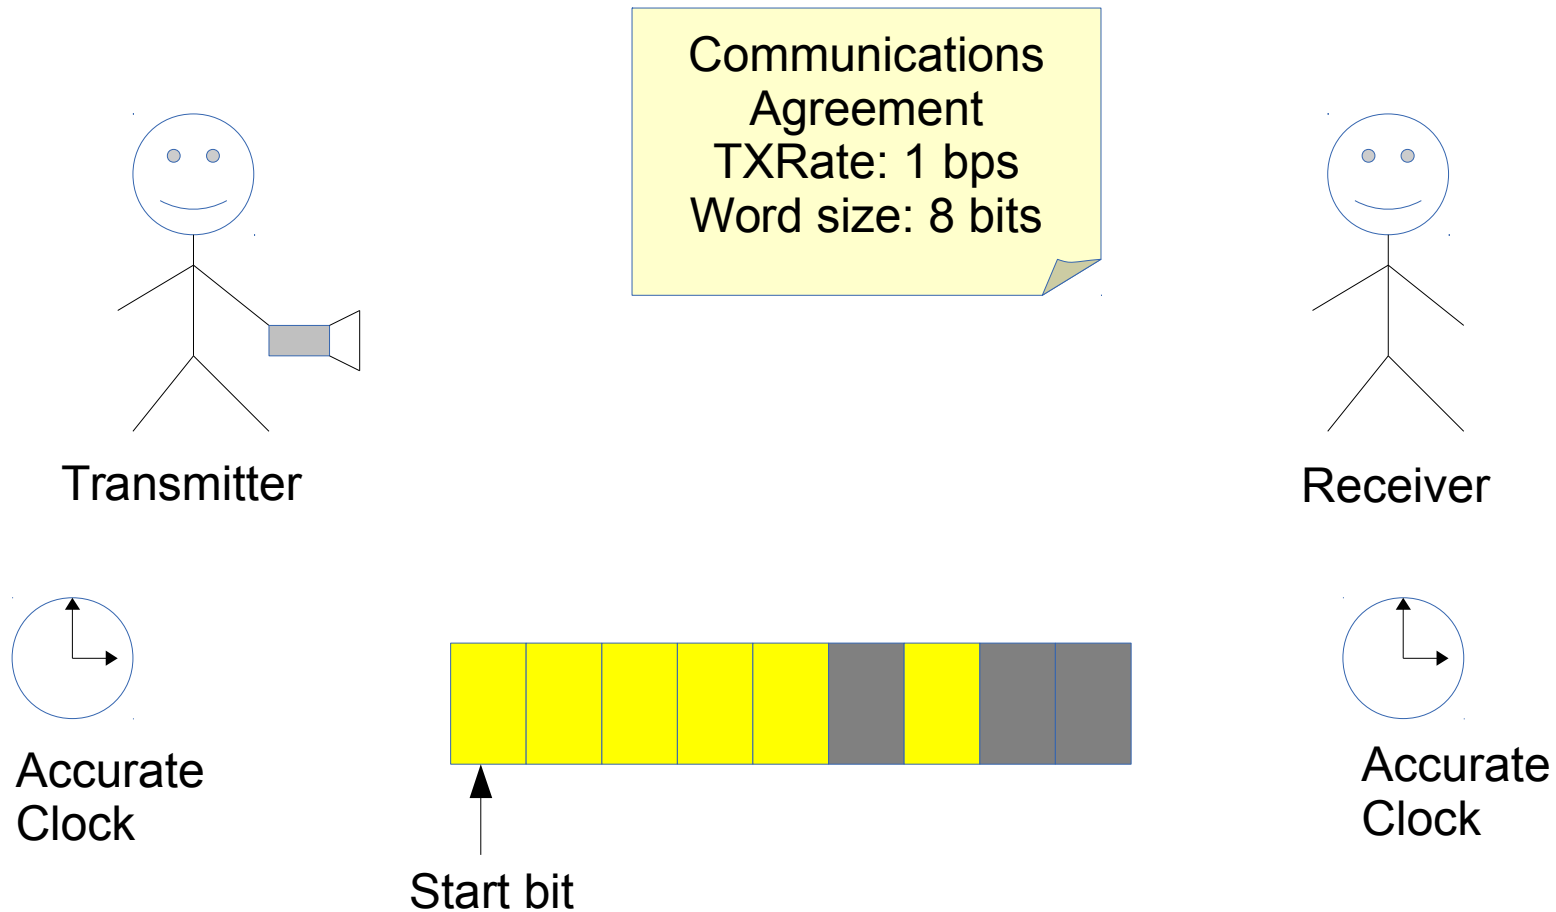 Communications
Agreement
TXRate: 1 bps
Word size: 8 bits
Transmitter
Receiver
Accurate
Clock
Accurate
Clock
Start bit